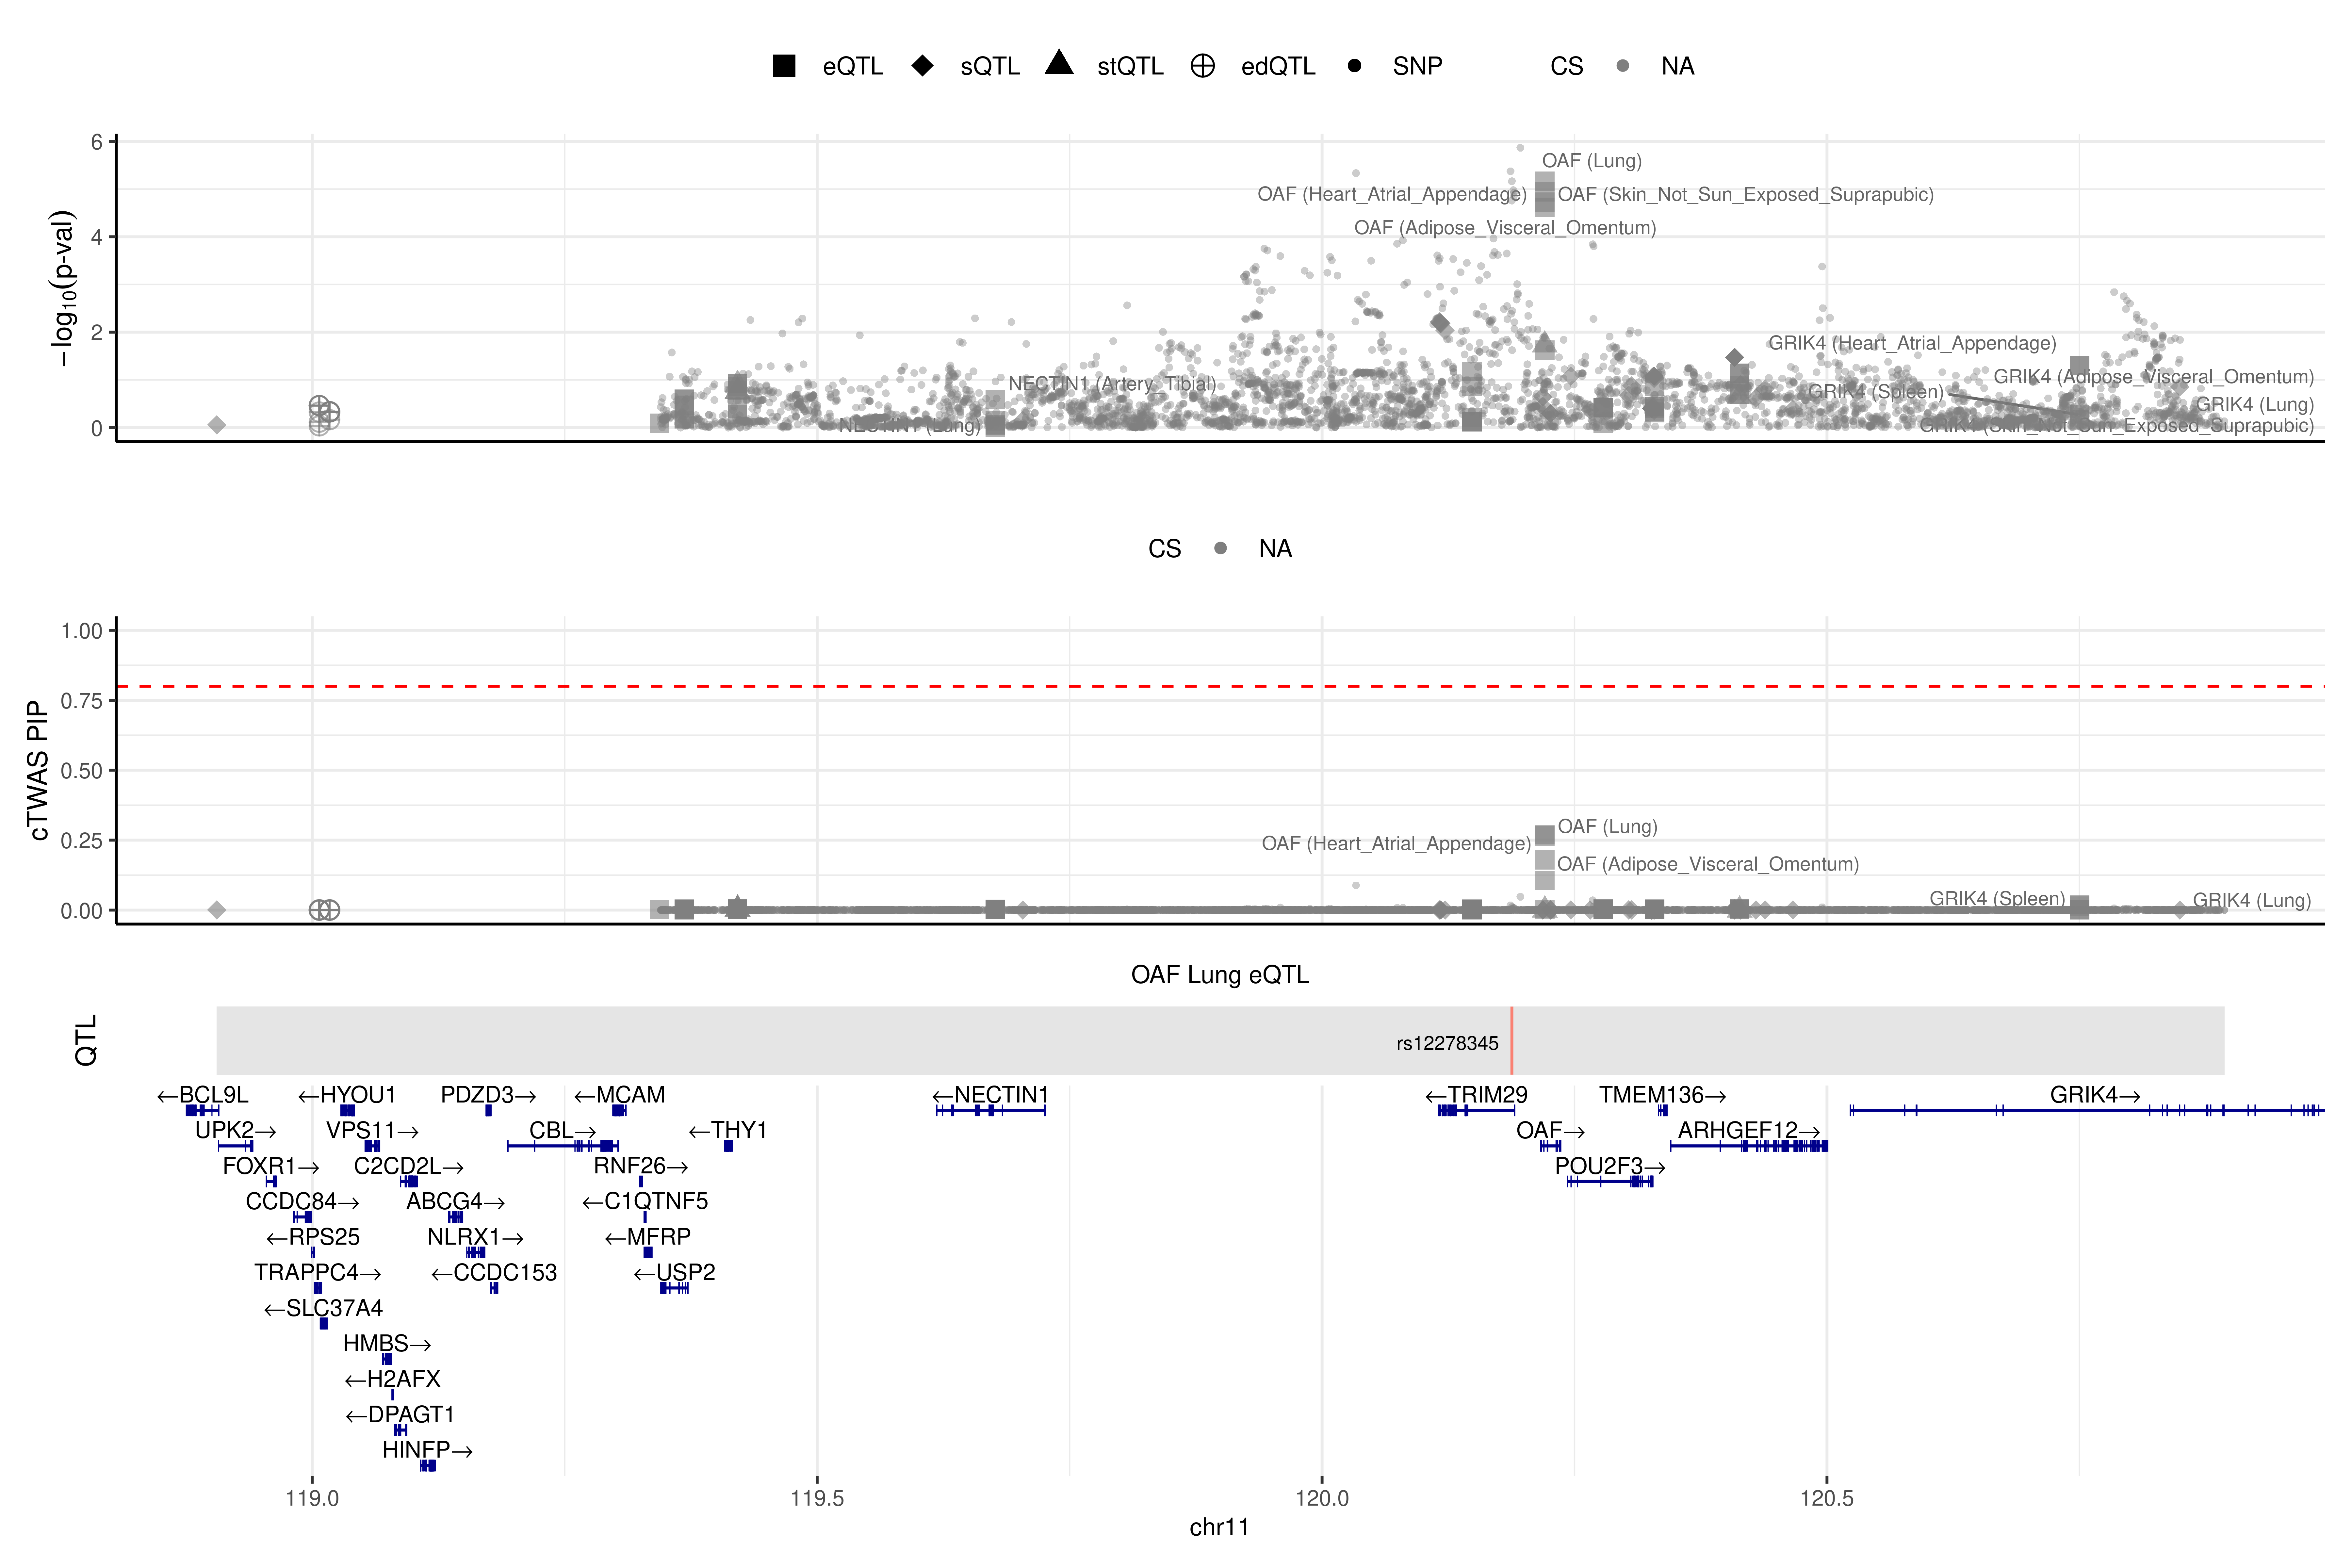 eQTL sQTL stQTL edQTL SNP CS NA
6
OAF (Lung)
OAF (Heart_Atrial_Appendage) OAF (Skin_Not_Sun_Exposed_Suprapubic)
4
OAF (Adipose_Visceral_Omentum)
−log10(p-val)
2
GRIK4 (Heart_Atrial_Appendage)
NECTIN1 (Artery_Tibial) GRIK4 (Adipose_Visceral_Omentum)
GRIK4 (Spleen)
GRIK4 (Lung)
0
NECTIN1 (Lung) GRIK4 (Skin_Not_Sun_Exposed_Suprapubic)
CS NA
1.00
0.75
cTWAS PIP
0.50
0.25
OAF (Lung)
OAF (Heart_Atrial_Appendage)
OAF (Adipose_Visceral_Omentum)
GRIK4 (Spleen) GRIK4 (Lung)
0.00
OAF Lung eQTL
QTL
rs12278345
←BCL9L ←HYOU1 PDZD3→ ←MCAM ←NECTIN1 ←TRIM29 TMEM136→ GRIK4→
UPK2→ VPS11→ CBL→ ←THY1 OAF→ ARHGEF12→
FOXR1→ C2CD2L→ RNF26→ POU2F3→
CCDC84→ ABCG4→ ←C1QTNF5
←RPS25 NLRX1→ ←MFRP
TRAPPC4→ ←CCDC153 ←USP2
←SLC37A4
HMBS→
←H2AFX
←DPAGT1
HINFP→
119.0 119.5 120.0 120.5
chr11